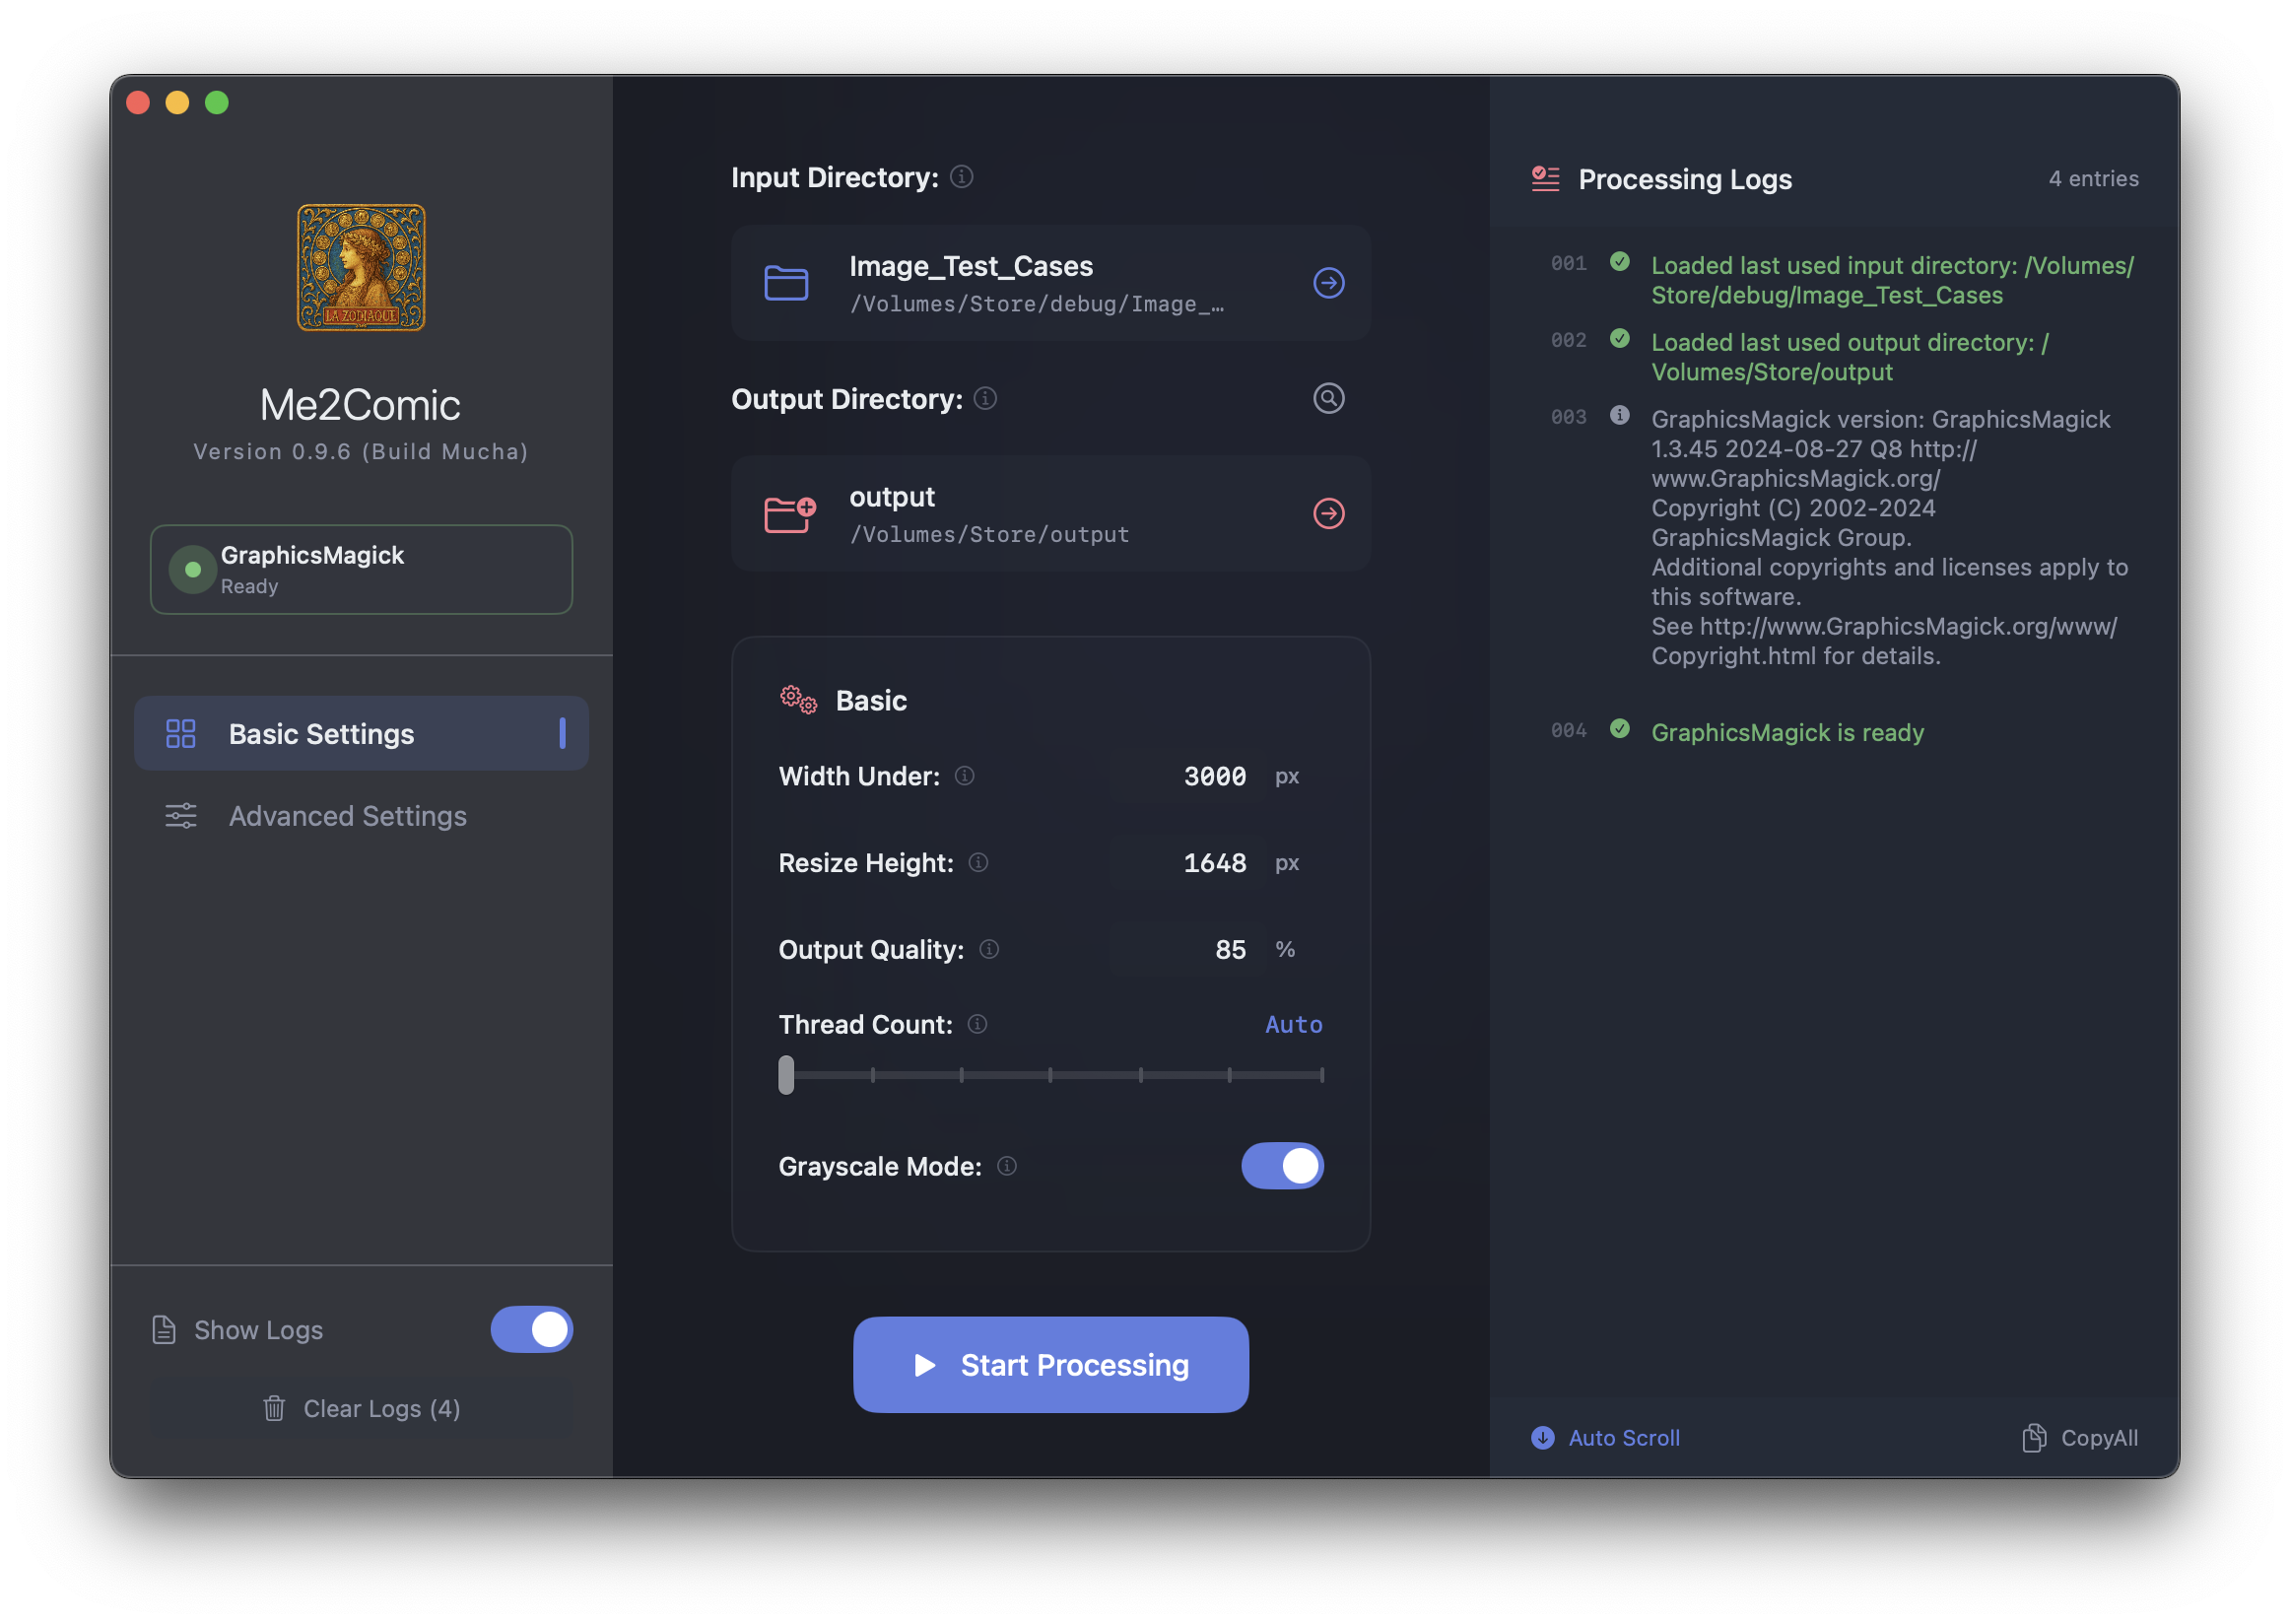 LA ZODIAQUE
Me2Comic
Version 0.9.6 (Build Mucha)
GraphicsMagick
Ready
Basic Settings
Advanced Settings
Show Logs
Clear Logs (4)
Input Directory:
Image_Test_Cases
/Volumes/Store/debug/Image_…
Output Directory:
output
/Volumes/Store/output
Basic
Width Under: 3000 px
Resize Height: 1648 px
Output Quality: 85 %
Thread Count: Auto
Grayscale Mode:
Start Processing
Processing Logs 4 entries
001 Loaded last used input directory: /Volumes/
Store/debug/Image_Test_Cases
002 Loaded last used output directory: /
Volumes/Store/output
003 GraphicsMagick version: GraphicsMagick
1.3.45 2024-08-27 Q8 http://
www.GraphicsMagick.org/
Copyright (C) 2002-2024
GraphicsMagick Group.
Additional copyrights and licenses apply to
this software.
See http://www.GraphicsMagick.org/www/
Copyright.html for details.
004 GraphicsMagick is ready
Auto Scroll CopyAll